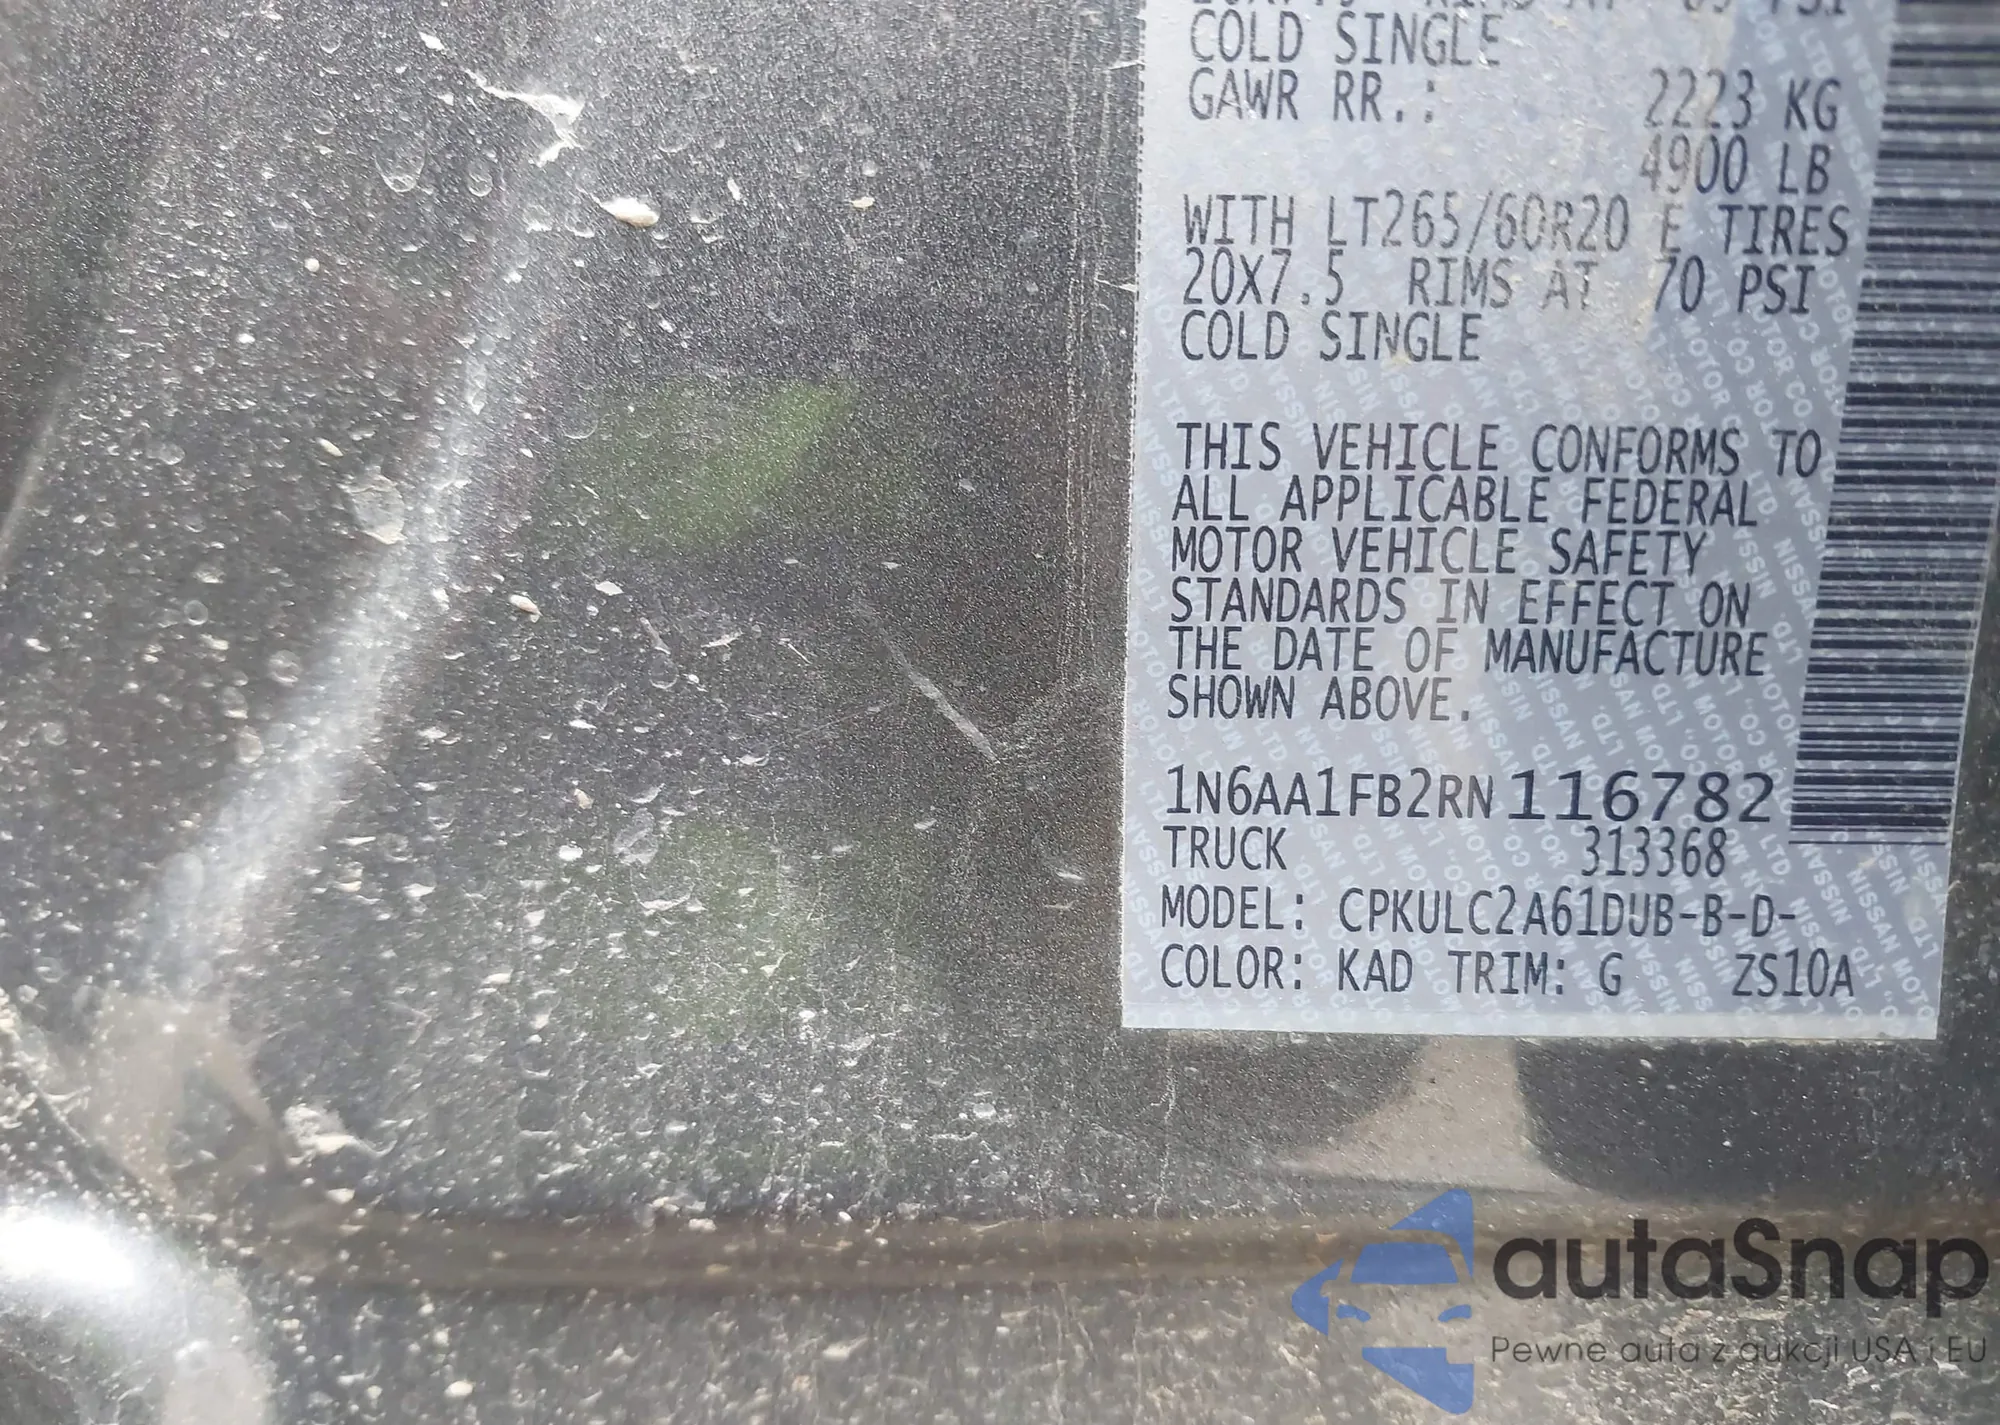 COLD SINGLE
GAWR RR.: 2223 KG
4900 LB
WITH LT265/60R20 E TIRES
20X7.5 RIMS AT 70 PSI
COLD SINGLE
THIS VEHICLE CONFORMS TO
ALL APPLICABLE FEDERAL
MOTOR VEHICLE SAFETY
STANDARDS IN EFFECT ON
THE DATE OF MANUFACTURE
SHOWN ABOVE.
1N6AA1FB2RN116782
TRUCK 313368
MODEL: CPKULC2A61DUB-B-D-
COLOR: KAD TRIM: G ZS10A
autaSnap
Pewne auta z aukcji USA i EU